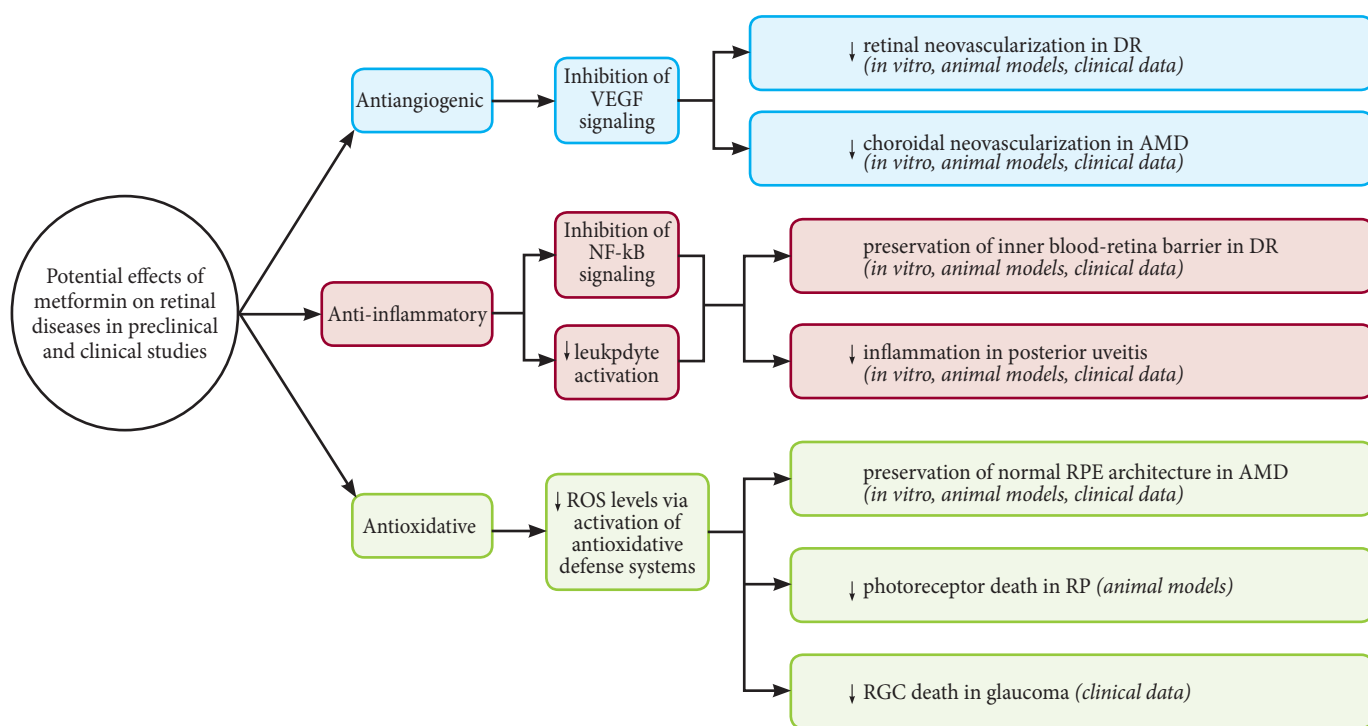 Potential effects of
metformin on retinal
diseases in preclinical
and clinical studies
Antiangiogenic
Inhibition of
VEGF
signaling
↓ retinal neovascularization in DR
(in vitro, animal models, clinical data)
↓ choroidal neovascularization in AMD
(in vitro, animal models, clinical data)
Anti-inflammatory
Inhibition of
NF-kB
signaling
↓ leukpdyte
activation
preservation of inner blood-retina barrier in DR
(in vitro, animal models, clinical data)
↓ inflammation in posterior uveitis
(in vitro, animal models, clinical data)
Antioxidative
↓ ROS levels via
activation of
antioxidative
defense systems
preservation of normal RPE architecture in AMD
(in vitro, animal models, clinical data)
↓ photoreceptor death in RP (animal models)
↓ RGC death in glaucoma (clinical data)